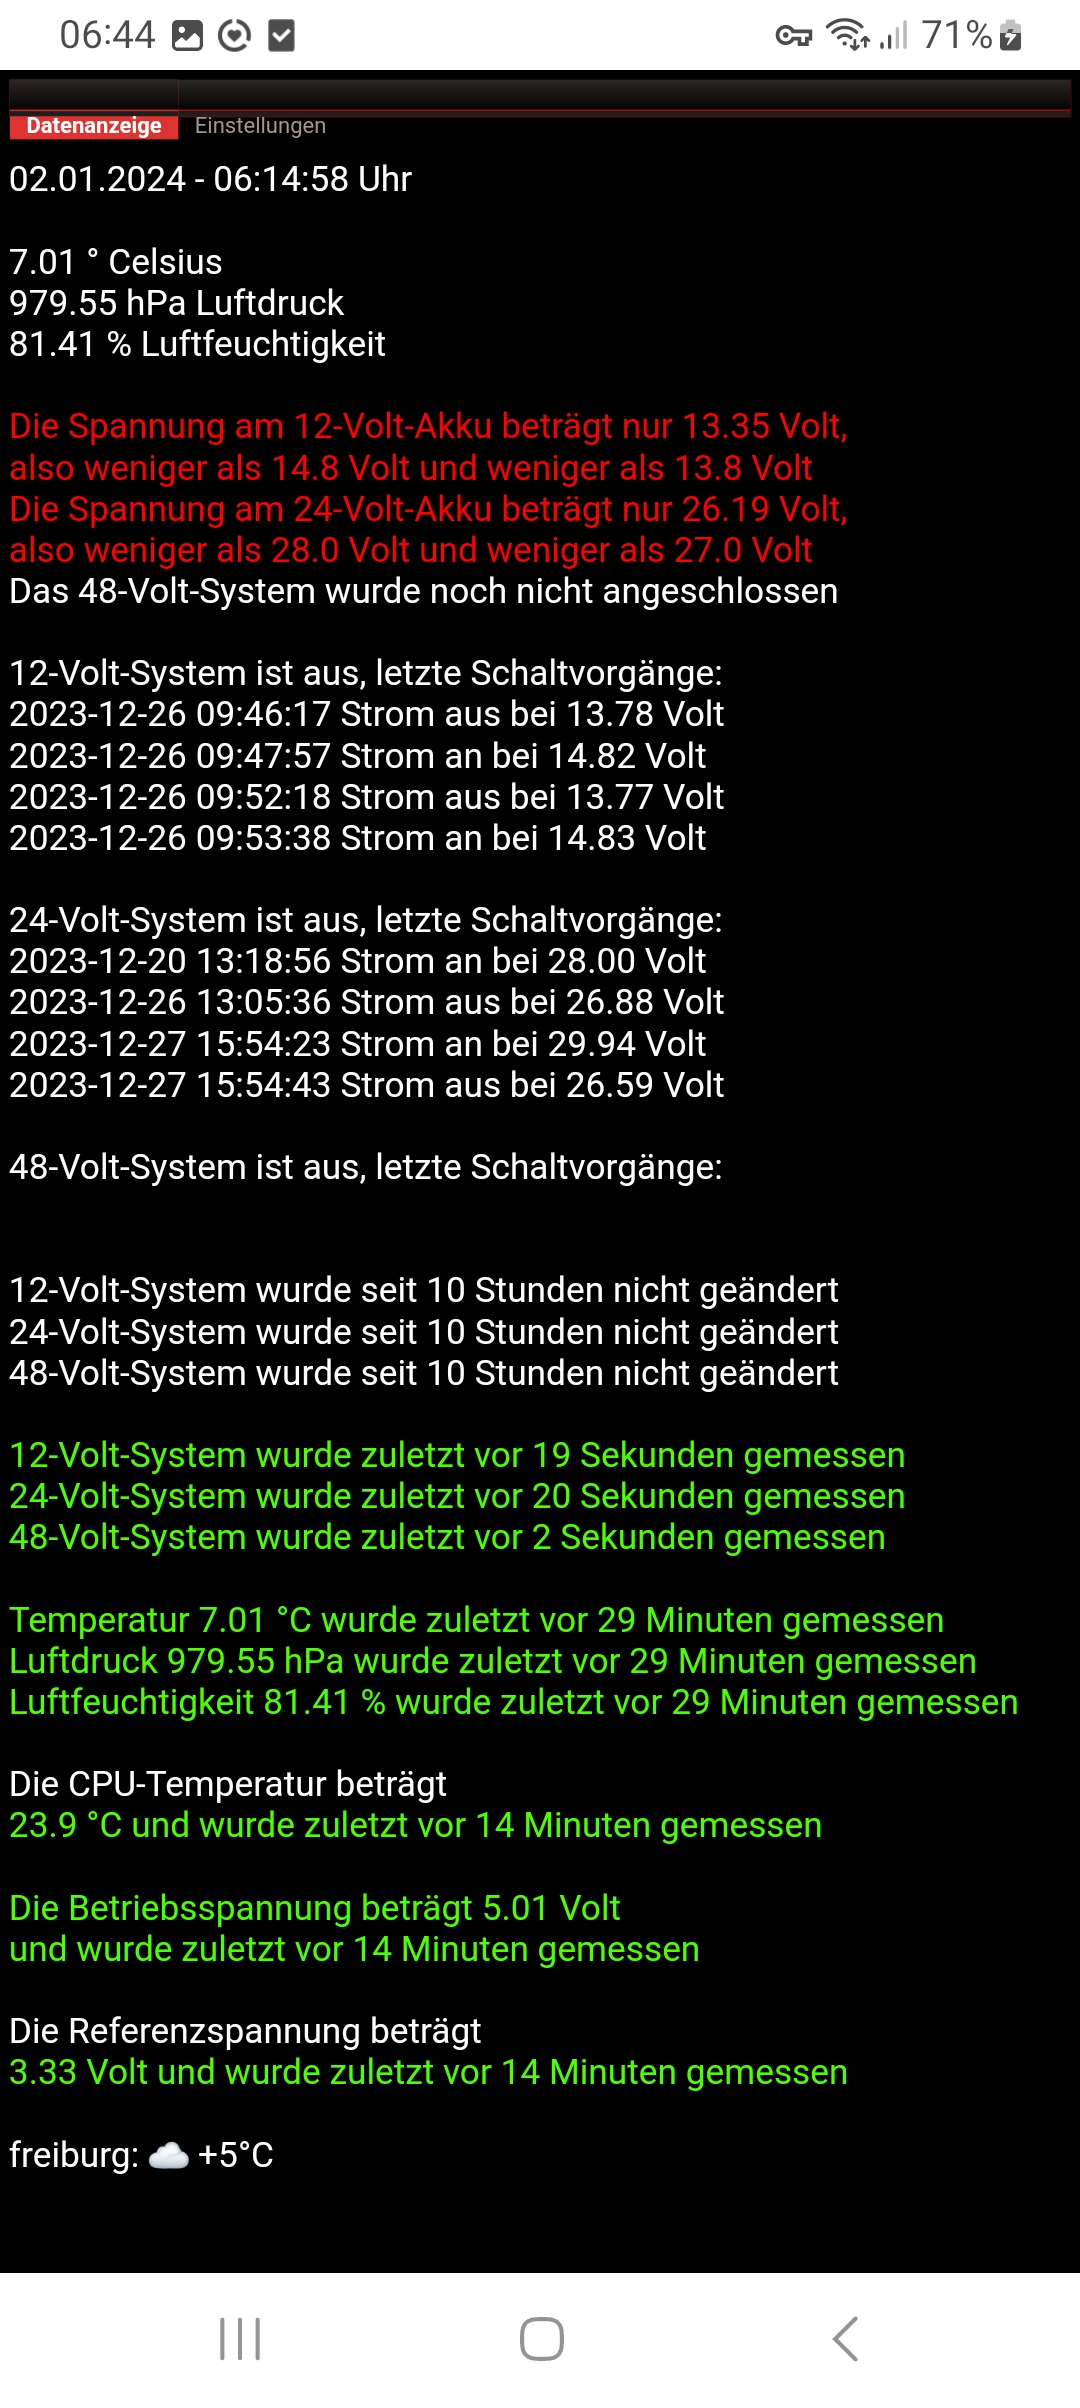 06:44 71%
Datenanzeige Einstellungen
02.01.2024 - 06:14:58 Uhr
7.01 ° Celsius
979.55 hPa Luftdruck
81.41 % Luftfeuchtigkeit
Die Spannung am 12-Volt-Akku beträgt nur 13.35 Volt,
also weniger als 14.8 Volt und weniger als 13.8 Volt
Die Spannung am 24-Volt-Akku beträgt nur 26.19 Volt,
also weniger als 28.0 Volt und weniger als 27.0 Volt
Das 48-Volt-System wurde noch nicht angeschlossen
12-Volt-System ist aus, letzte Schaltvorgänge:
2023-12-26 09:46:17 Strom aus bei 13.78 Volt
2023-12-26 09:47:57 Strom an bei 14.82 Volt
2023-12-26 09:52:18 Strom aus bei 13.77 Volt
2023-12-26 09:53:38 Strom an bei 14.83 Volt
24-Volt-System ist aus, letzte Schaltvorgänge:
2023-12-20 13:18:56 Strom an bei 28.00 Volt
2023-12-26 13:05:36 Strom aus bei 26.88 Volt
2023-12-27 15:54:23 Strom an bei 29.94 Volt
2023-12-27 15:54:43 Strom aus bei 26.59 Volt
48-Volt-System ist aus, letzte Schaltvorgänge:
12-Volt-System wurde seit 10 Stunden nicht geändert
24-Volt-System wurde seit 10 Stunden nicht geändert
48-Volt-System wurde seit 10 Stunden nicht geändert
12-Volt-System wurde zuletzt vor 19 Sekunden gemessen
24-Volt-System wurde zuletzt vor 20 Sekunden gemessen
48-Volt-System wurde zuletzt vor 2 Sekunden gemessen
Temperatur 7.01 °C wurde zuletzt vor 29 Minuten gemessen
Luftdruck 979.55 hPa wurde zuletzt vor 29 Minuten gemessen
Luftfeuchtigkeit 81.41 % wurde zuletzt vor 29 Minuten gemessen
Die CPU-Temperatur beträgt
23.9 °C und wurde zuletzt vor 14 Minuten gemessen
Die Betriebsspannung beträgt 5.01 Volt
und wurde zuletzt vor 14 Minuten gemessen
Die Referenzspannung beträgt
3.33 Volt und wurde zuletzt vor 14 Minuten gemessen
freiburg: ☁️ +5°C